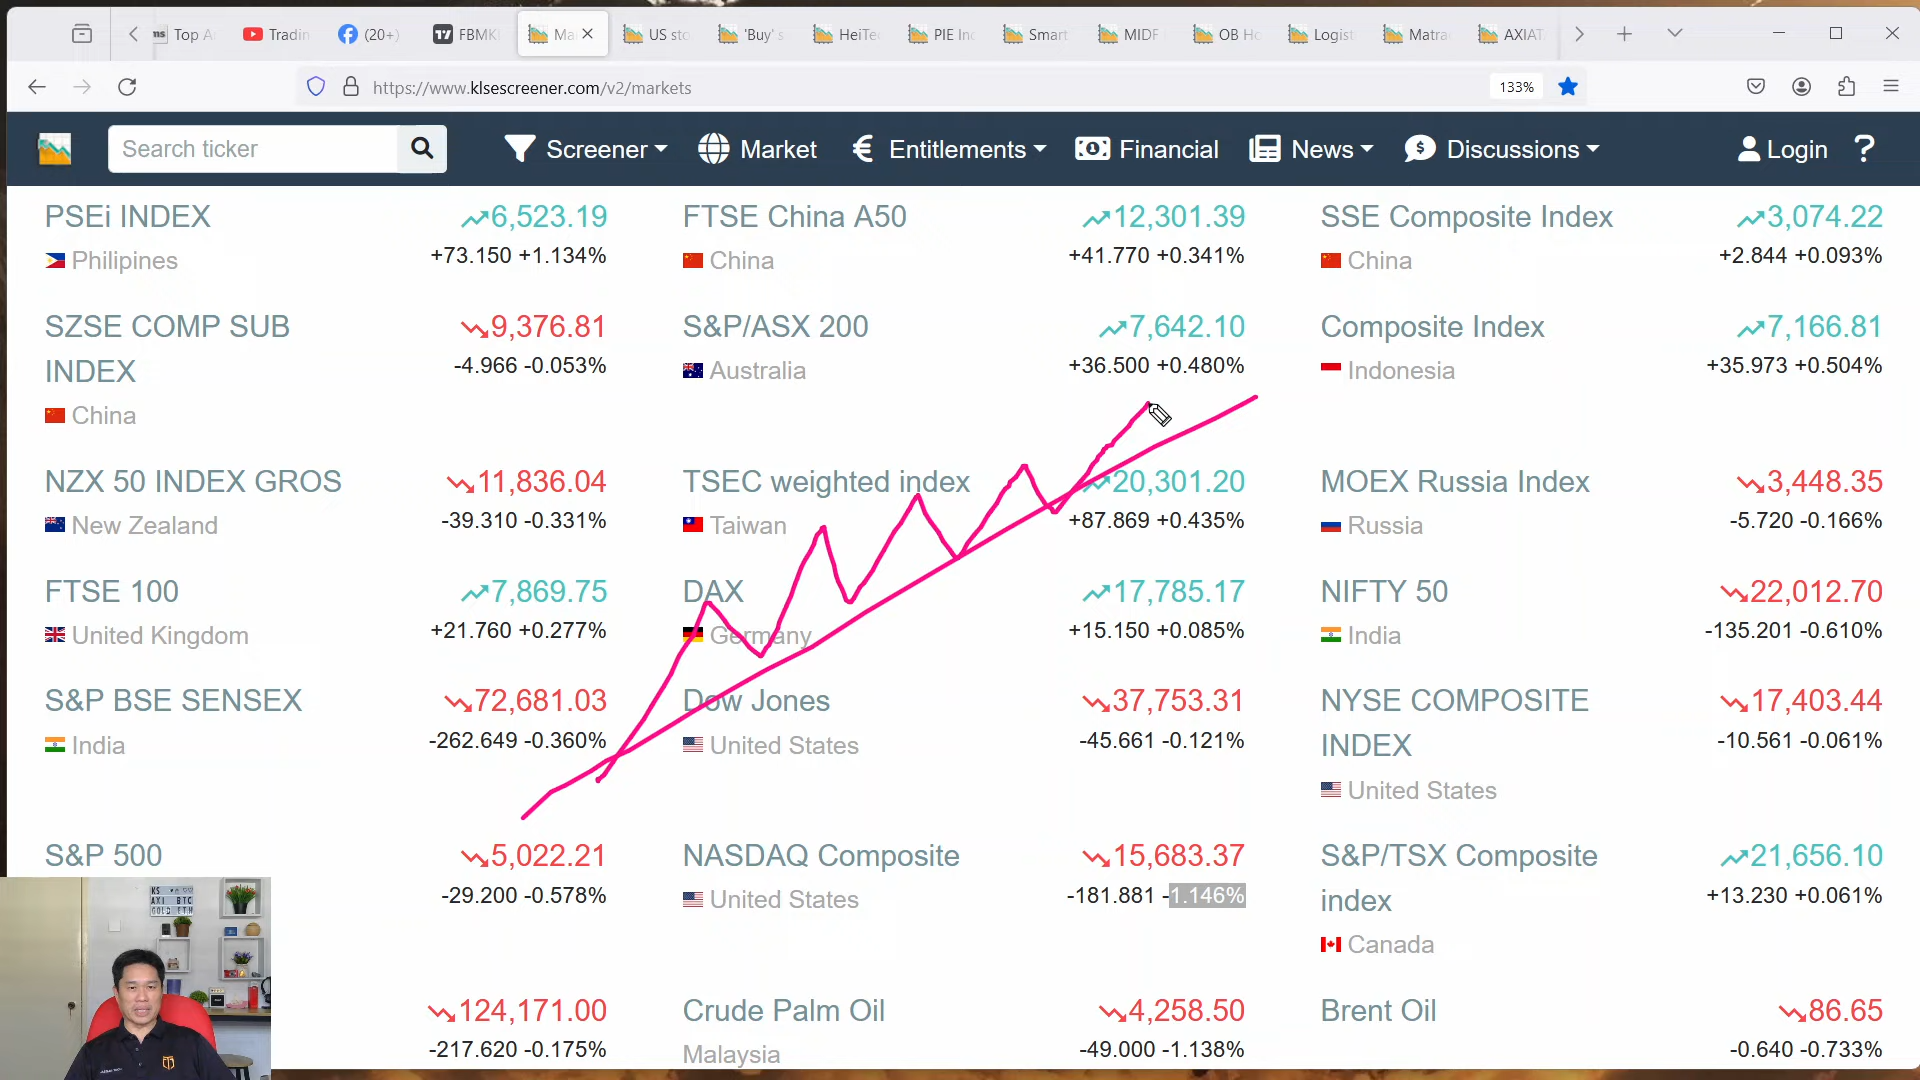 Top A
Tradin
(20+)
FBMK
Ma
US sto
'Buy' s
HeiTe
PIE Inc
Smart
MIDF
OB Ho
Logist
Matra
AXIAT
https://www.klsescreener.com/v2/markets
133%
Search ticker
Screener
Market
Entitlements
Financial
News
Discussions
Login
?
PSEi INDEX
6,523.19
+73.150 +1.134%
Philipines
FTSE China A50
12,301.39
+41.770 +0.341%
China
SSE Composite Index
3,074.22
+2.844 +0.093%
China
SZSE COMP SUB
INDEX
9,376.81
-4.966 -0.053%
China
S&P/ASX 200
7,642.10
+36.500 +0.480%
Australia
Composite Index
7,166.81
+35.973 +0.504%
Indonesia
NZX 50 INDEX GROS
11,836.04
-39.310 -0.331%
New Zealand
TSEC weighted index
20,301.20
+87.869 +0.435%
Taiwan
MOEX Russia Index
3,448.35
-5.720 -0.166%
Russia
FTSE 100
7,869.75
+21.760 +0.277%
United Kingdom
DAX
17,785.17
+15.150 +0.085%
Germany
NIFTY 50
22,012.70
-135.201 -0.610%
India
S&P BSE SENSEX
72,681.03
-262.649 -0.360%
India
Dow Jones
37,753.31
-45.661 -0.121%
United States
NYSE COMPOSITE
INDEX
17,403.44
-10.561 -0.061%
United States
S&P 500
5,022.21
-29.200 -0.578%
NASDAQ Composite
15,683.37
-181.881 -1.146%
United States
S&P/TSX Composite
index
21,656.10
+13.230 +0.061%
Canada
124,171.00
-217.620 -0.175%
Crude Palm Oil
4,258.50
-49.000 -1.138%
Malaysia
Brent Oil
86.65
-0.640 -0.733%
KS
AXI BTC
GOLD ETH